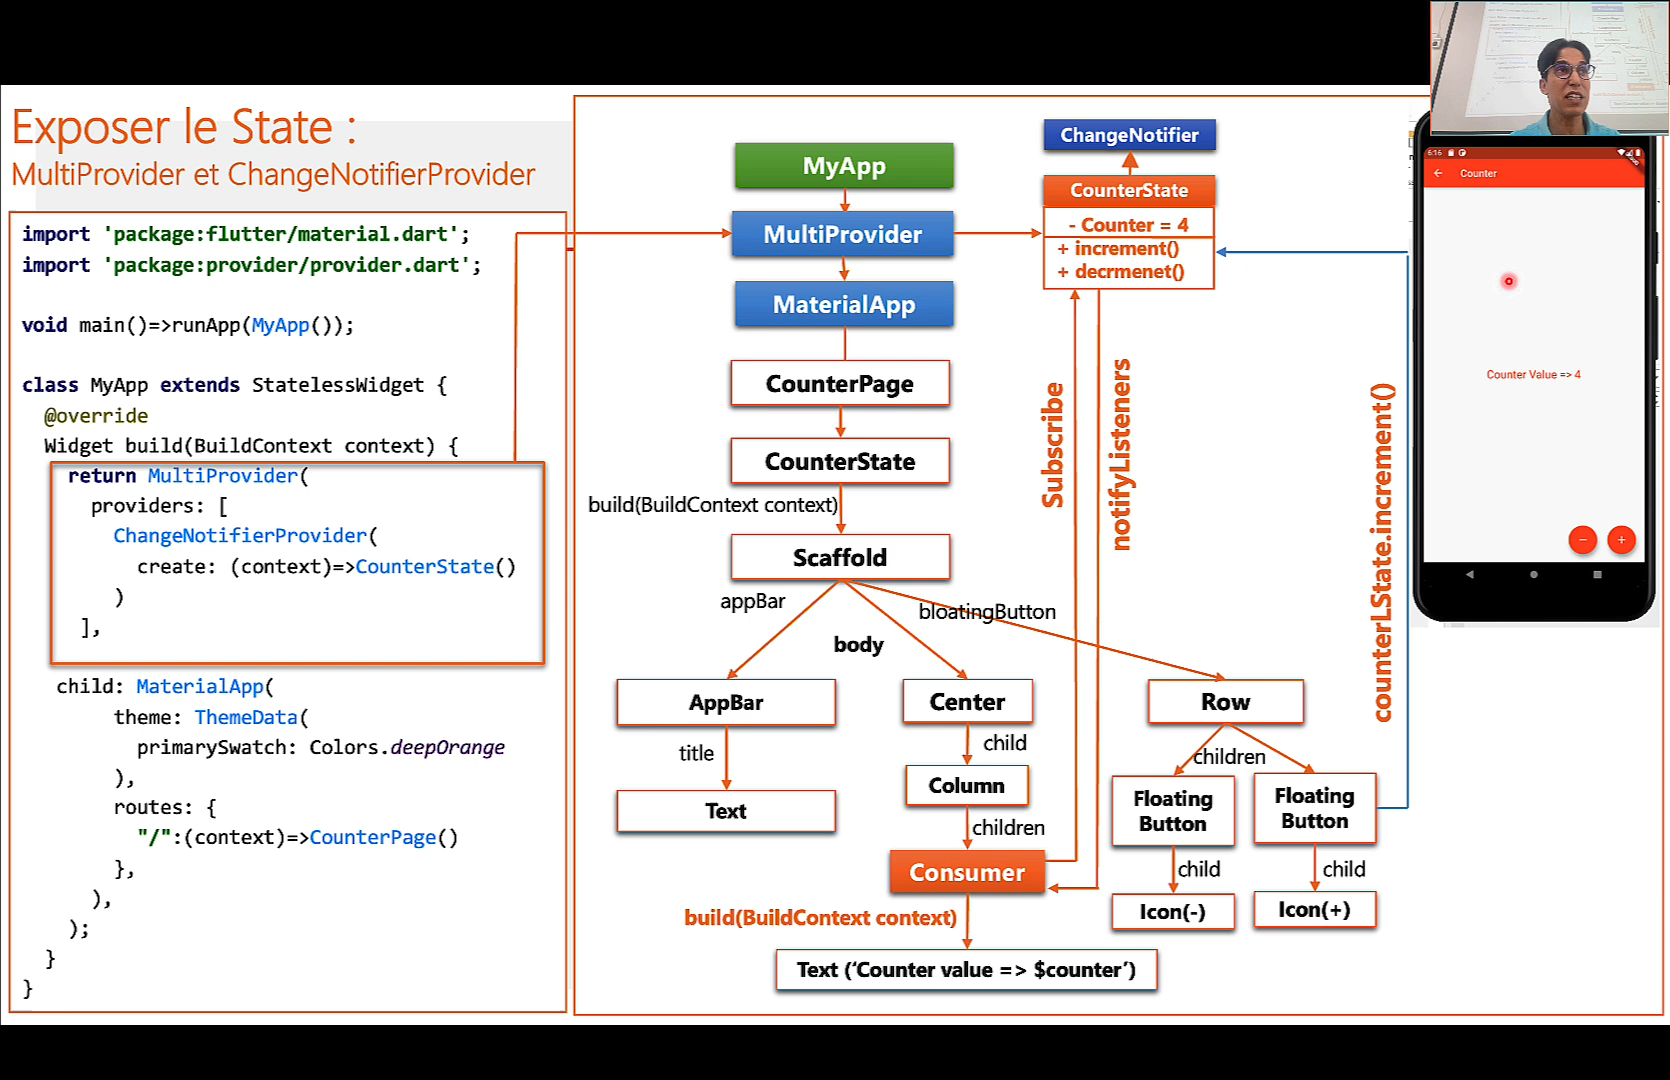 Exposer le State :
MultiProvider et ChangeNotifierProvider
import 'package:flutter/material.dart';
import 'package:provider/provider.dart';
void main()=>runApp(MyApp());
class MyApp extends StatelessWidget {
@override
Widget build(BuildContext context) {
return MultiProvider(
providers: [
ChangeNotifierProvider(
create: (context)=>CounterState()
)
],
child: MaterialApp(
theme: ThemeData(
primarySwatch: Colors.deepOrange
),
routes: {
"/":(context)=>CounterPage()
},
),
);
}
}
MyApp
MultiProvider
MaterialApp
CounterPage
CounterState
build(BuildContext context)
Scaffold
appBar
body
bloatingButton
AppBar
title
Text
Center
child
Column
children
Consumer
build(BuildContext context)
Text (‘Counter value => $counter’)
Row
children
Floating
Button
Floating
Button
child
child
Icon(-)
Icon(+)
ChangeNotifier
CounterState
- Counter = 4
+ increment()
+ decrmenet()
Subscribe
notifyListeners
counterLState.increment()
6:16
Counter
Counter Value => 4
-
+